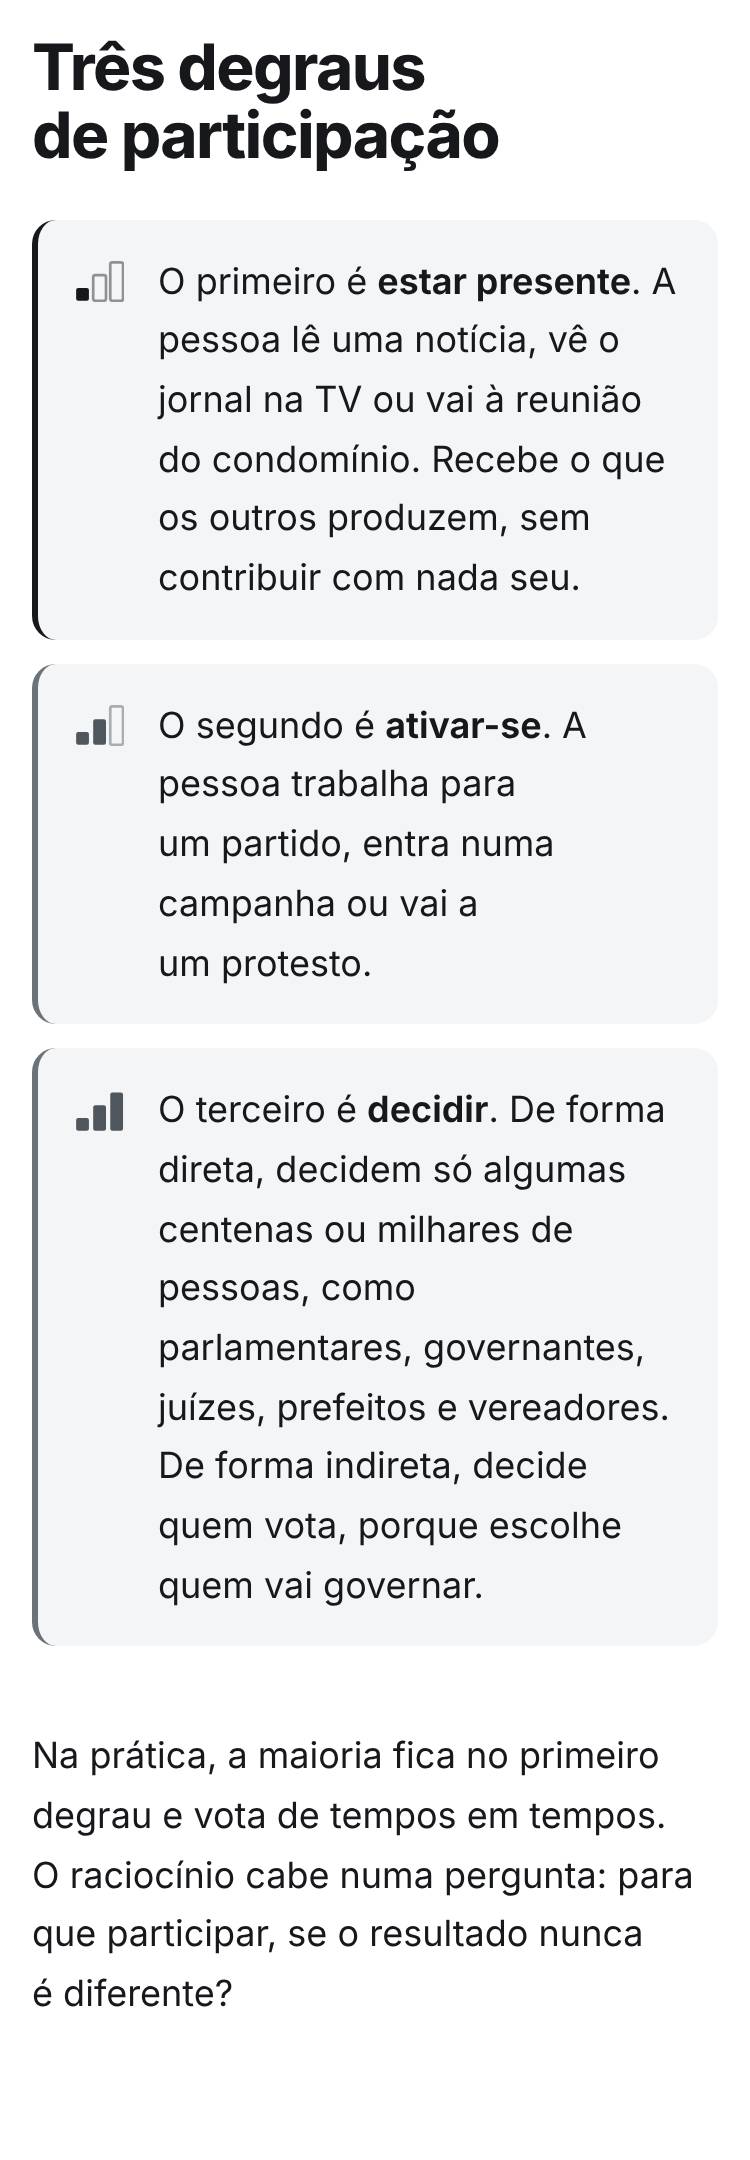 Três degraus
de participação
O primeiro é estar presente. A
pessoa lê uma notícia, vê o
jornal na TV ou vai à reunião
do condomínio. Recebe o que
os outros produzem, sem
contribuir com nada seu.
O segundo é ativar-se. A
pessoa trabalha para
um partido, entra numa
campanha ou vai a
um protesto.
O terceiro é decidir. De forma
direta, decidem só algumas
centenas ou milhares de
pessoas, como
parlamentares, governantes,
juízes, prefeitos e vereadores.
De forma indireta, decide
quem vota, porque escolhe
quem vai governar.
Na prática, a maioria fica no primeiro
degrau e vota de tempos em tempos.
O raciocínio cabe numa pergunta: para
que participar, se o resultado nunca
é diferente?